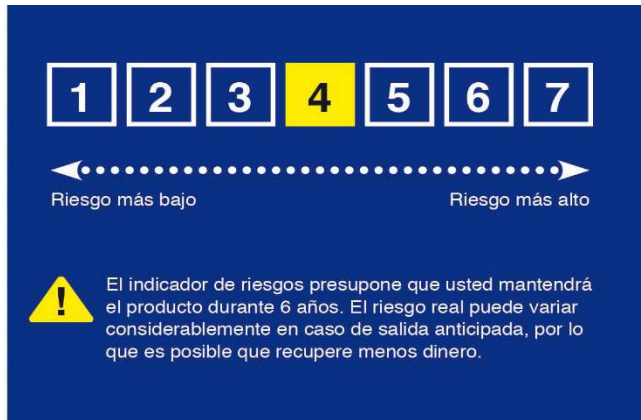 1 2 3 4 5 6 7
Riesgo más bajo Riesgo más alto
!
El indicador de riesgos presupone que usted mantendrá
el producto durante 6 años. El riesgo real puede variar
considerablemente en caso de salida anticipada, por lo
que es posible que recupere menos dinero.